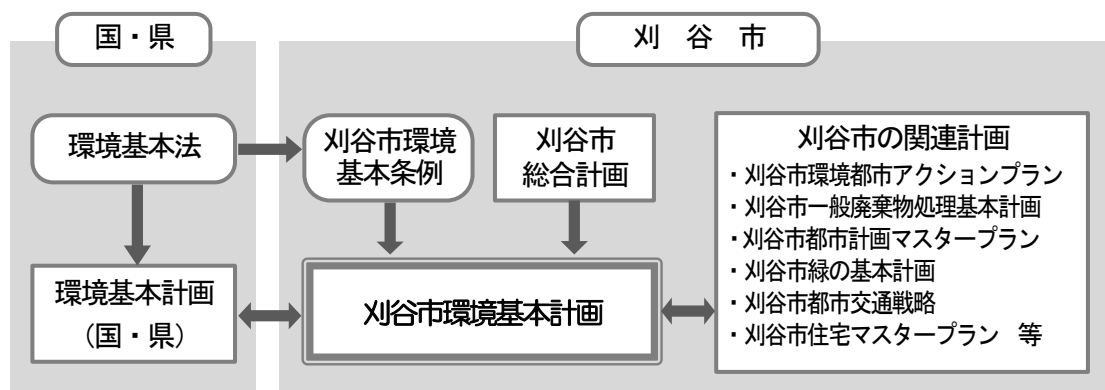 国・県
刈　谷　市
環境基本法
刈谷市環境
基本条例
刈谷市
総合計画
環境基本計画
（国・県）
刈谷市環境基本計画
刈谷市の関連計画
・刈谷市環境都市アクションプラン
・刈谷市一般廃棄物処理基本計画
・刈谷市都市計画マスタープラン
・刈谷市緑の基本計画
・刈谷市都市交通戦略
・刈谷市住宅マスタープラン　等